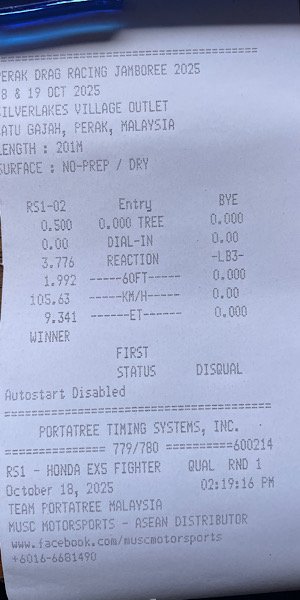 ==========================================
PERAK DRAG RACING JAMBOREE 2025
8 & 19 OCT 2025
SILVERLAKES VILLAGE OUTLET
BATU GAJAH, PERAK, MALAYSIA
LENGTH : 201M
SURFACE : NO-PREP / DRY
RS1-02 Entry BYE
0.500 0.000 TREE 0.000
0.00 DIAL-IN 0.00
3.776 REACTION -LB3-
1.992 ------60FT------ 0.000
105.63 ------KM/H------ 0.00
9.341 -------ET------- 0.000
WINNER
FIRST
STATUS DISQUAL
Autostart Disabled
==========================================
PORTATREE TIMING SYSTEMS, INC.
================ 779/780 ==========600214
RS1 - HONDA EX5 FIGHTER QUAL RND 1
October 18, 2025 02:19:16 PM
TEAM PORTATREE MALAYSIA
MUSC MOTORSPORTS - ASEAN DISTRIBUTOR
www.facebook.com/muscmotorsports
+6016-6681490